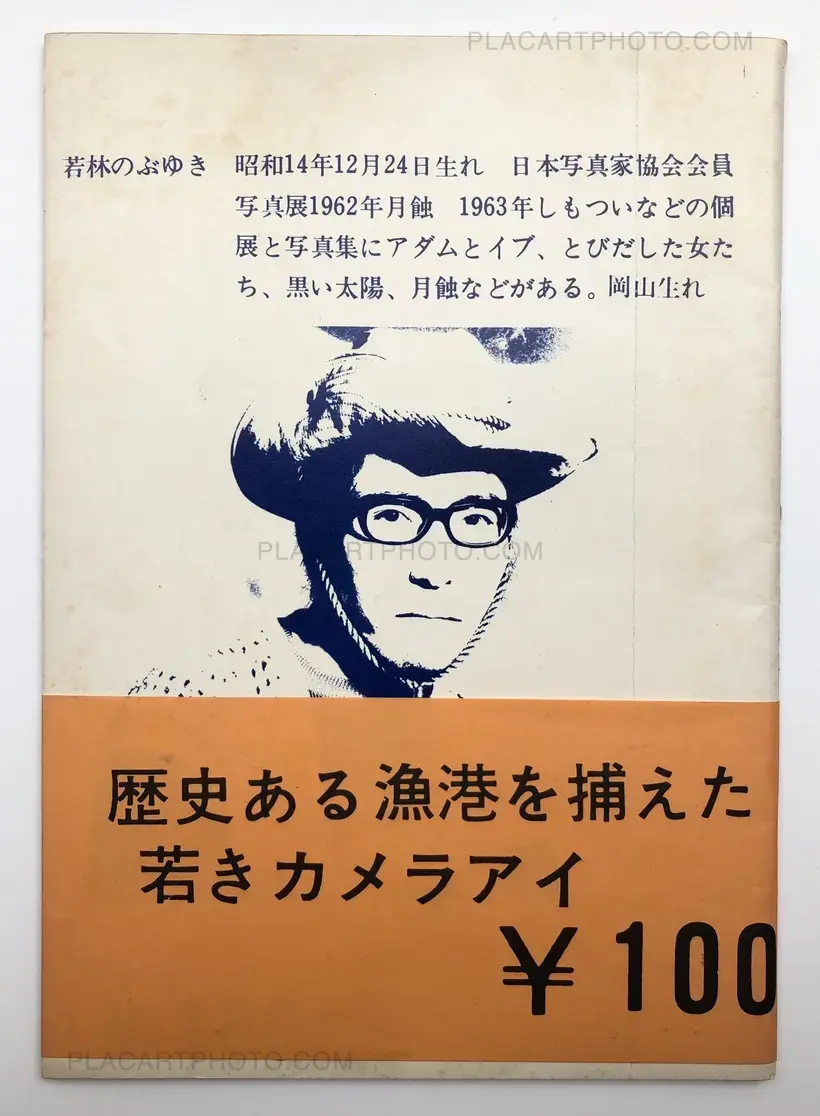 PLACARTPHOTO.COM
若林のぶゆき 昭和14年12月24日生れ 日本写真家協会会員
写真展1962年月蝕 1963年しもついなどの個
展と写真集にアダムとイブ、とびだした女た
ち、黒い太陽、月蝕などがある。岡山生れ
PLACARTPHOTO.COM
歴史ある漁港を捕えた
若きカメラアイ
¥100
PLACARTPHOTO.COM